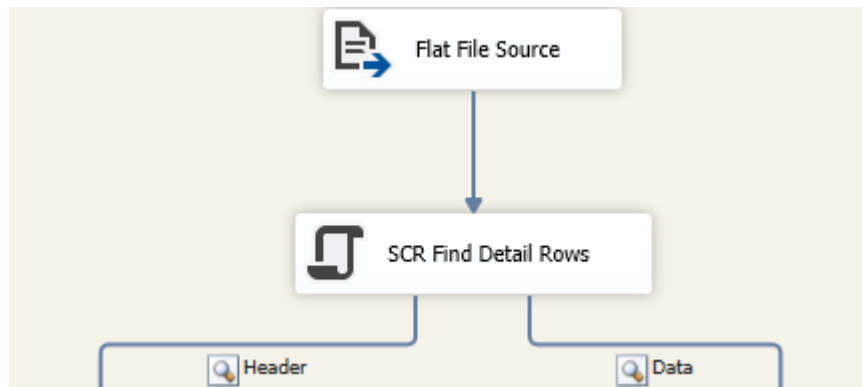 Flat File Source
SCR Find Detail Rows
Header
Data